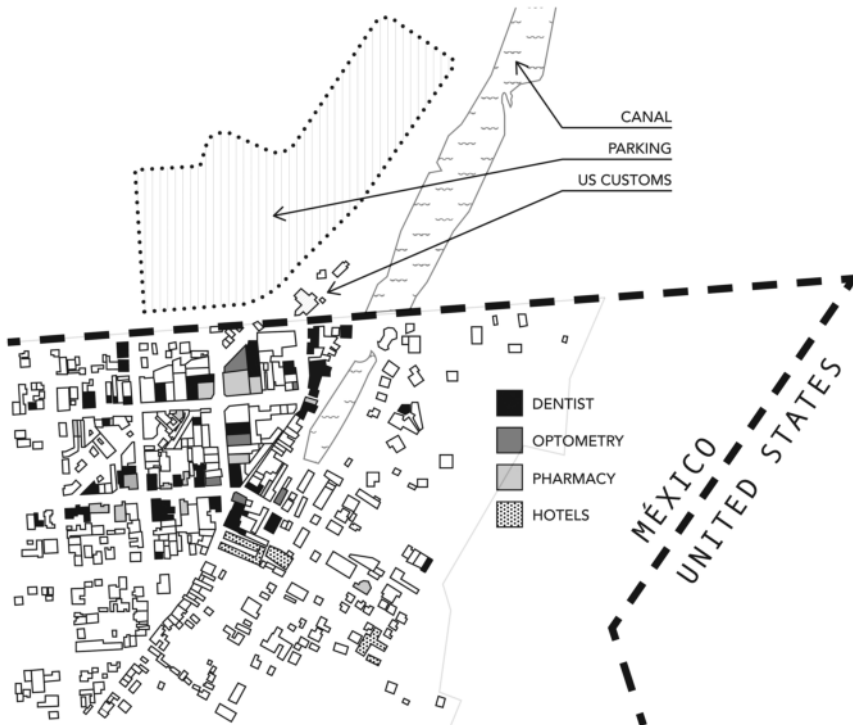 CANAL
PARKING
US CUSTOMS
DENTIST
OPTOMETRY
PHARMACY
HOTELS
MÉXICO
UNITED STATES